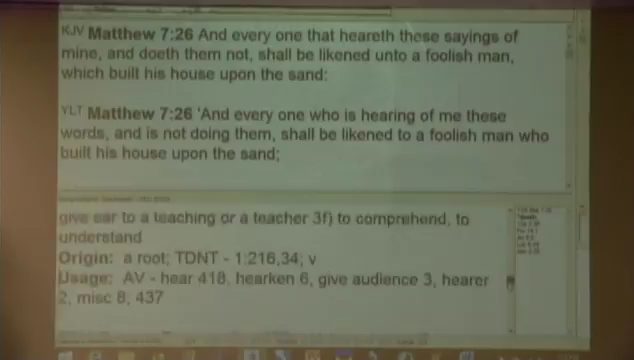 KJV Matthew 7:26 And every one that heareth these sayings of
mine, and doeth them not, shall be likened unto a foolish man,
which built his house upon the sand:
YLT Matthew 7:26 'And every one who is hearing of me these
words, and is not doing them, shall be likened to a foolish man who
built his house upon the sand;
give ear to a teaching or a teacher 3f) to comprehend, to
understand
Origin: a root; TDNT - 1:216,34; v
Usage: AV - hear 418, hearken 6, give audience 3, hearer
2, misc 8, 437